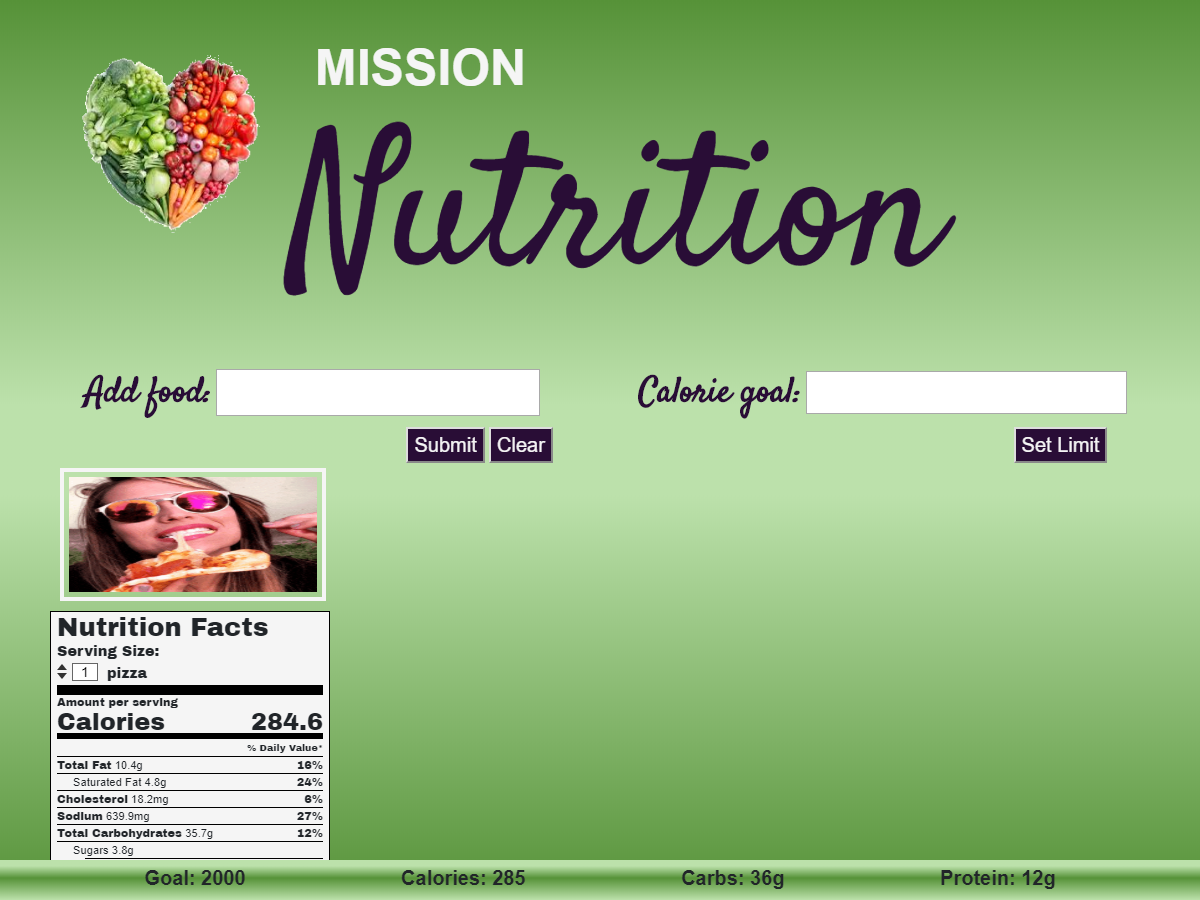 MISSION
Nutrition
Add food:
Calorie goal:
Submit Clear
Set Limit
Nutrition Facts
Serving Size:
1 pizza
Amount per serving
Calories 284.6
% Daily Value*
Total Fat 10.4g 16%
Saturated Fat 4.8g 24%
Cholesterol 18.2mg 6%
Sodium 639.9mg 27%
Total Carbohydrates 35.7g 12%
Sugars 3.8g
Goal: 2000 Calories: 285 Carbs: 36g Protein: 12g